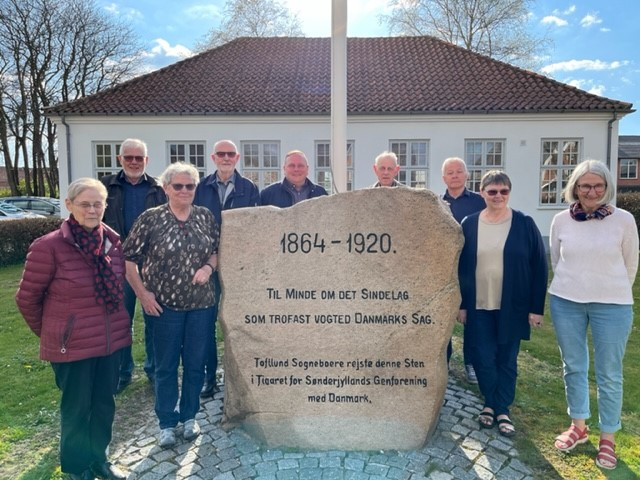 1864-1920.
Til Minde om det Sindelag
som trofast vogted Danmarks Sag.
Toftlund Sogneboere rejste denne Sten
i Tiaaret for Sønderjyllands Genforening
med Danmark,